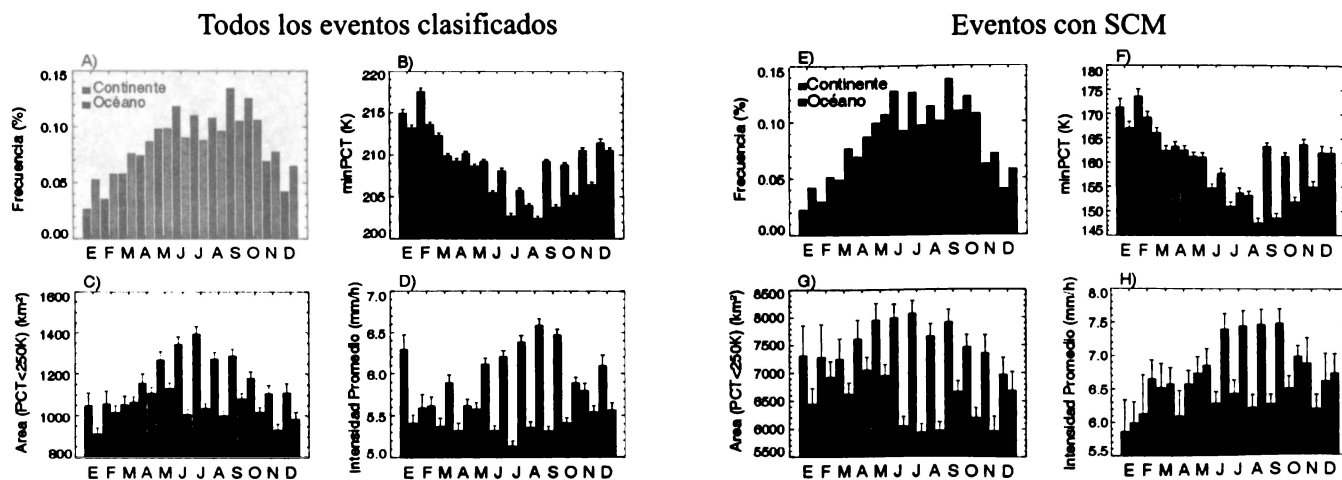 Todos los eventos clasificados
Eventos con SCM
A)
Frecuencia (%)
0.15
0.10
0.05
0.00
Continente
Océano
E F M A M J J A S O N D
B)
minPCT (K)
220
215
210
205
200
E F M A M J J A S O N D
C)
Area (PCT<250K) (km²)
1600
1400
1200
1000
800
E F M A M J J A S O N D
D)
Intensidad Promedio (mm/h)
7.0
6.5
6.0
5.5
5.0
E F M A M J J A S O N D
E)
Frecuencia (%)
0.15
0.10
0.05
0.00
Continente
Océano
E F M A M J J A S O N D
F)
minPCT (K)
180
175
170
165
160
155
150
145
E F M A M J J A S O N D
G)
Area (PCT<250K) (km²)
8500
8000
7500
7000
6500
6000
5500
E F M A M J J A S O N D
H)
Intensidad Promedio (mm/h)
8.0
7.5
7.0
6.5
6.0
5.5
E F M A M J J A S O N D